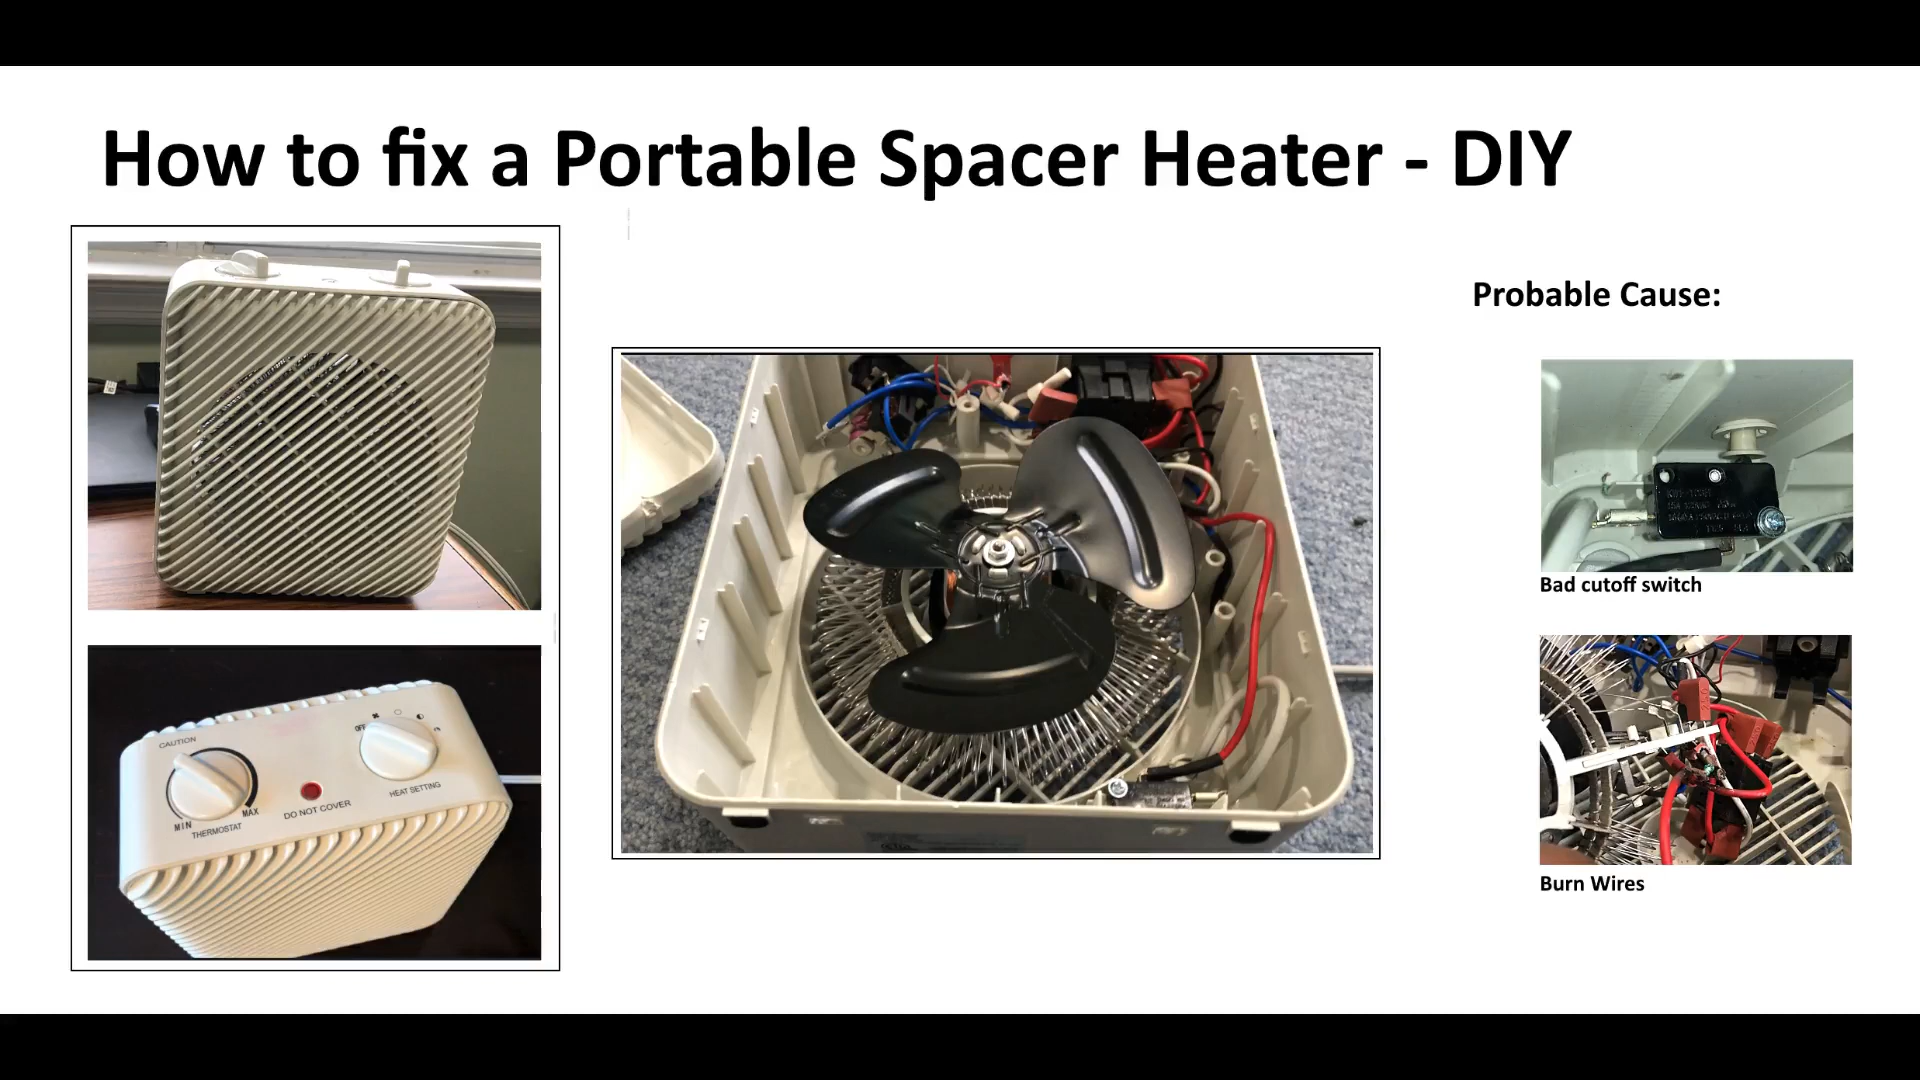 How to fix a Portable Spacer Heater - DIY
Probable Cause:
CAUTION
OFF
MIN
MAX
THERMOSTAT
DO NOT COVER
HEAT SETTING
Bad cutoff switch
Burn Wires